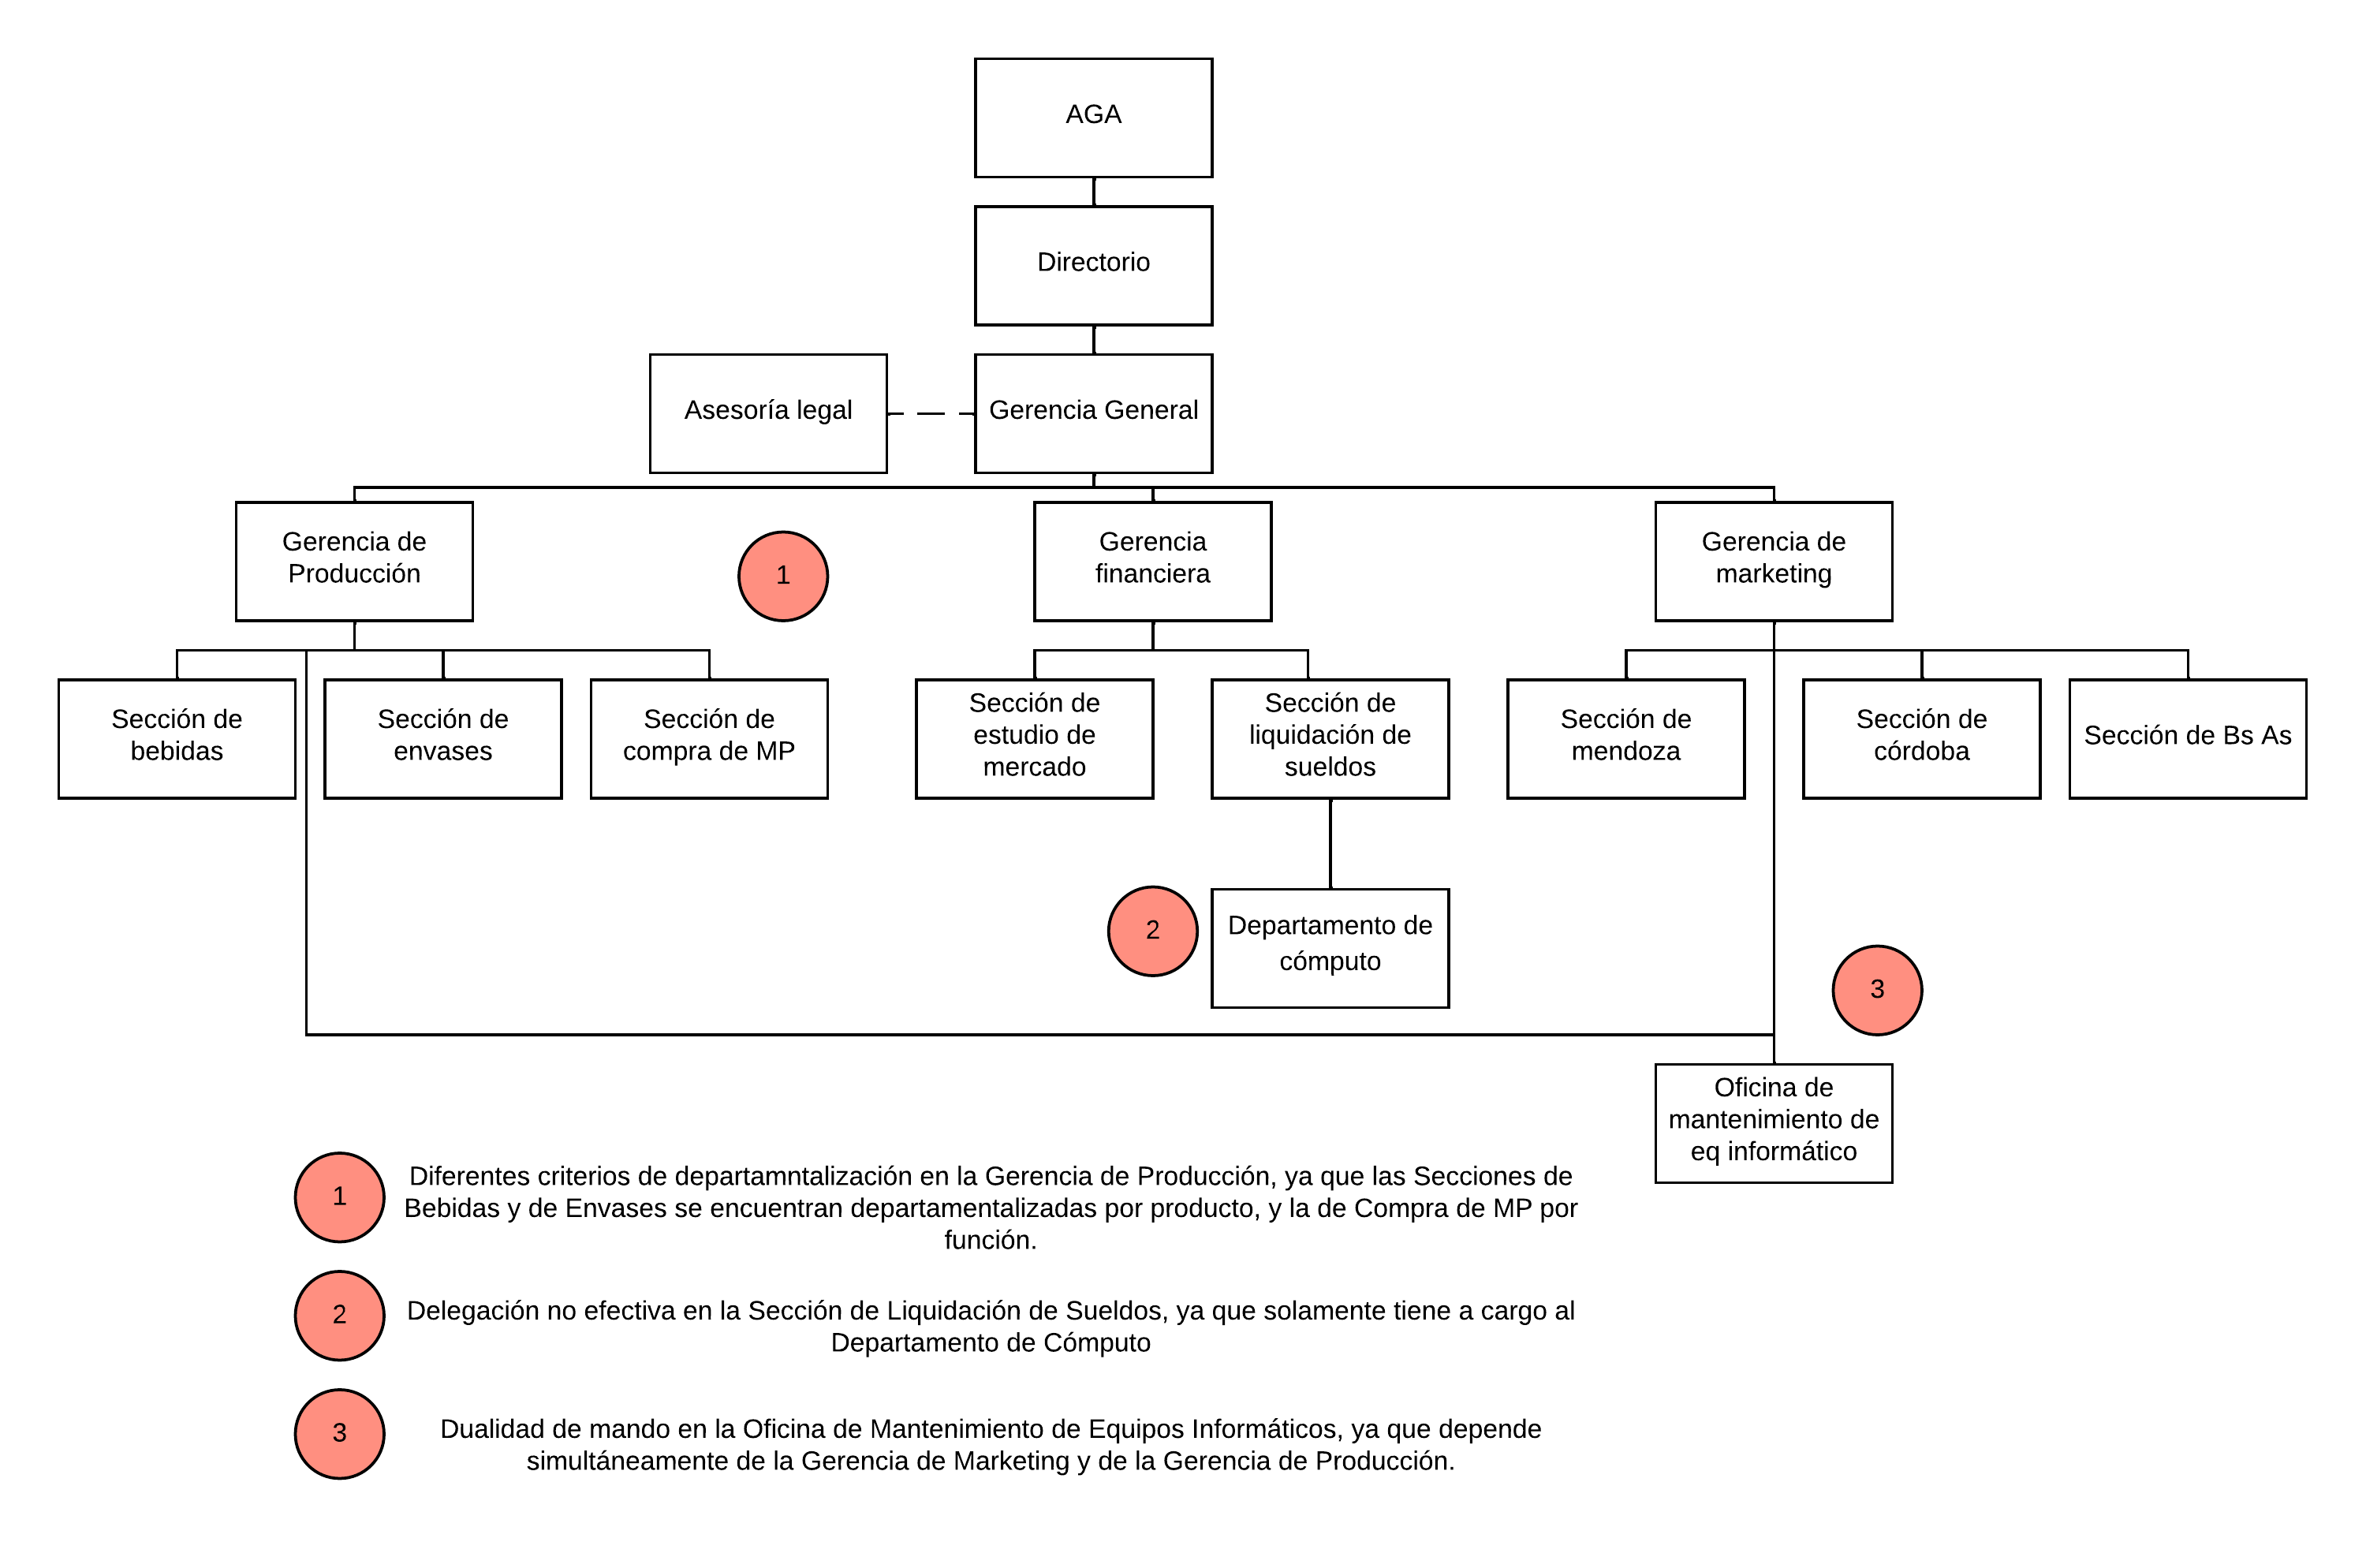 AGA
Directorio
Asesoría legal
Gerencia General
Gerencia de
Producción
1
Gerencia
financiera
Gerencia de
marketing
Sección de
bebidas
Sección de
envases
Sección de
compra de MP
Sección de
estudio de
mercado
Sección de
liquidación de
sueldos
Sección de
mendoza
Sección de
córdoba
Sección de Bs As
2
Departamento de
cómputo
3
Oficina de
mantenimiento de
eq informático
1
Diferentes criterios de departamntalización en la Gerencia de Producción, ya que las Secciones de
Bebidas y de Envases se encuentran departamentalizadas por producto, y la de Compra de MP por
función.
2
Delegación no efectiva en la Sección de Liquidación de Sueldos, ya que solamente tiene a cargo al
Departamento de Cómputo
3
Dualidad de mando en la Oficina de Mantenimiento de Equipos Informáticos, ya que depende
simultáneamente de la Gerencia de Marketing y de la Gerencia de Producción.